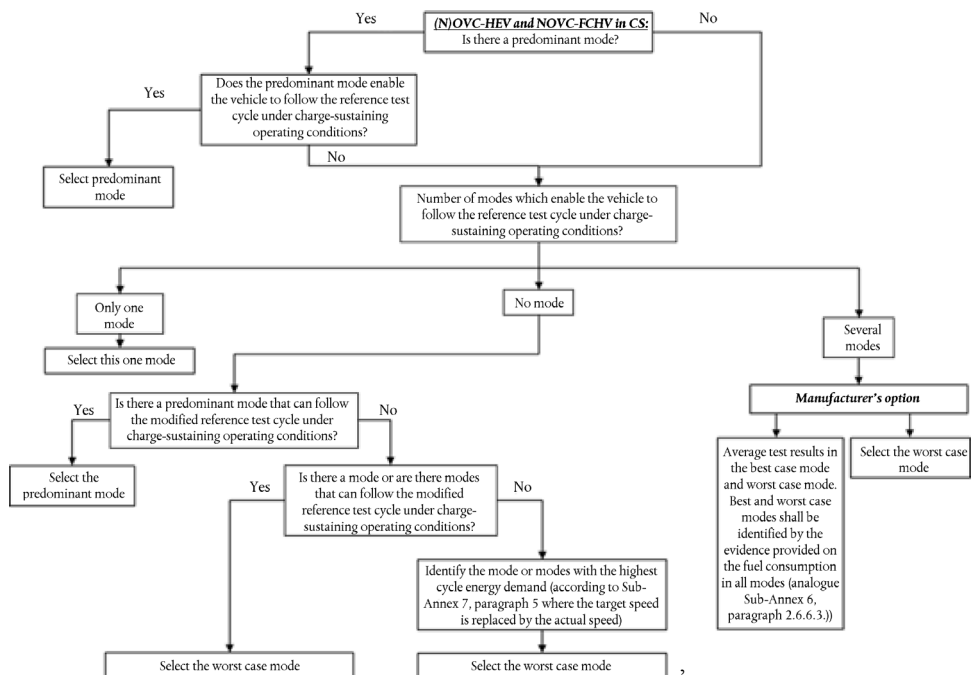 Yes
(N)OVC-HEV and NOVC-FCHV in CS:
Is there a predominant mode?
No
Does the predominant mode enable
the vehicle to follow the reference test
cycle under charge-sustaining
operating conditions?
Yes
No
Select predominant
mode
Number of modes which enable the vehicle to
follow the reference test cycle under charge-
sustaining operating conditions?
Only one
mode
No mode
Several
modes
Select this one mode
Manufacturer's option
Is there a predominant mode that can follow
the modified reference test cycle under
charge-sustaining operating conditions?
Yes
No
Select the
predominant mode
Average test results in
the best case mode
and worst case mode.
Best and worst case
modes shall be
identified by the
evidence provided on
the fuel consumption
in all modes (analogue
Sub-Annex 6,
paragraph 2.6.6.3.))
Select the worst case
mode
Is there a mode or are there modes
that can follow the modified
reference test cycle under charge-
sustaining operating conditions?
Yes
No
Identify the mode or modes with the highest
cycle energy demand (according to Sub-
Annex 7, paragraph 5 where the target speed
is replaced by the actual speed)
Select the worst case mode
Select the worst case mode
,